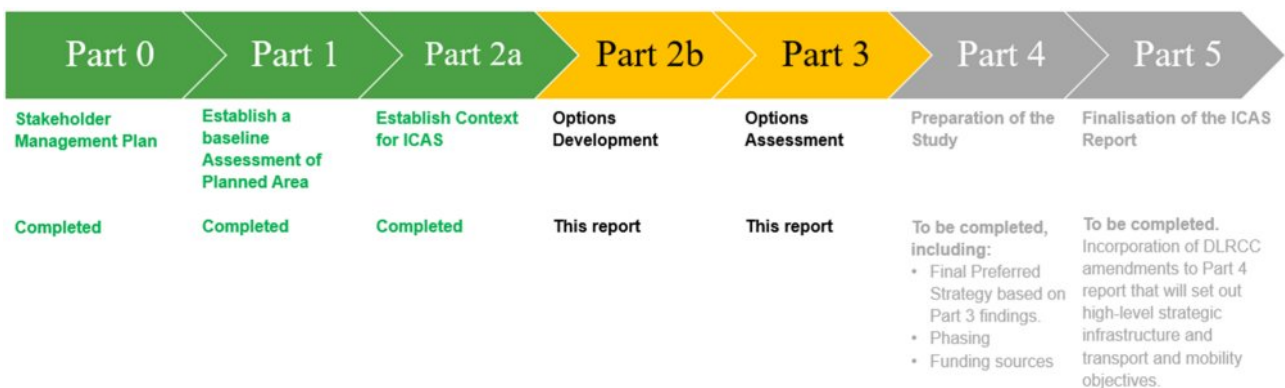 Part 0
Part 1
Part 2a
Part 2b
Part 3
Part 4
Part 5
Stakeholder
Management Plan
Establish a
baseline
Assessment of
Planned Area
Establish Context
for ICAS
Options
Development
Options
Assessment
Preparation of the
Study
Finalisation of the ICAS
Report
Completed
Completed
Completed
This report
This report
To be completed,
including:
• Final Preferred
Strategy based on
Part 3 findings.
• Phasing
• Funding sources
To be completed.
Incorporation of DLRCC
amendments to Part 4
report that will set out
high-level strategic
infrastructure and
transport and mobility
objectives.